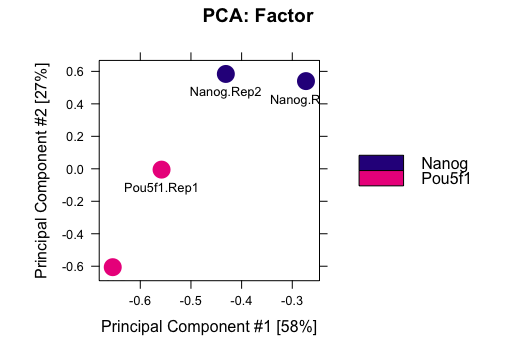 PCA: Factor
Principal Component #2 [27%]
0.6
0.4
0.2
0.0
-0.2
-0.4
-0.6
Nanog.Rep2
Nanog.R
Pou5f1.Rep1
-0.6
-0.5
-0.4
-0.3
Principal Component #1 [58%]
Nanog
Pou5f1